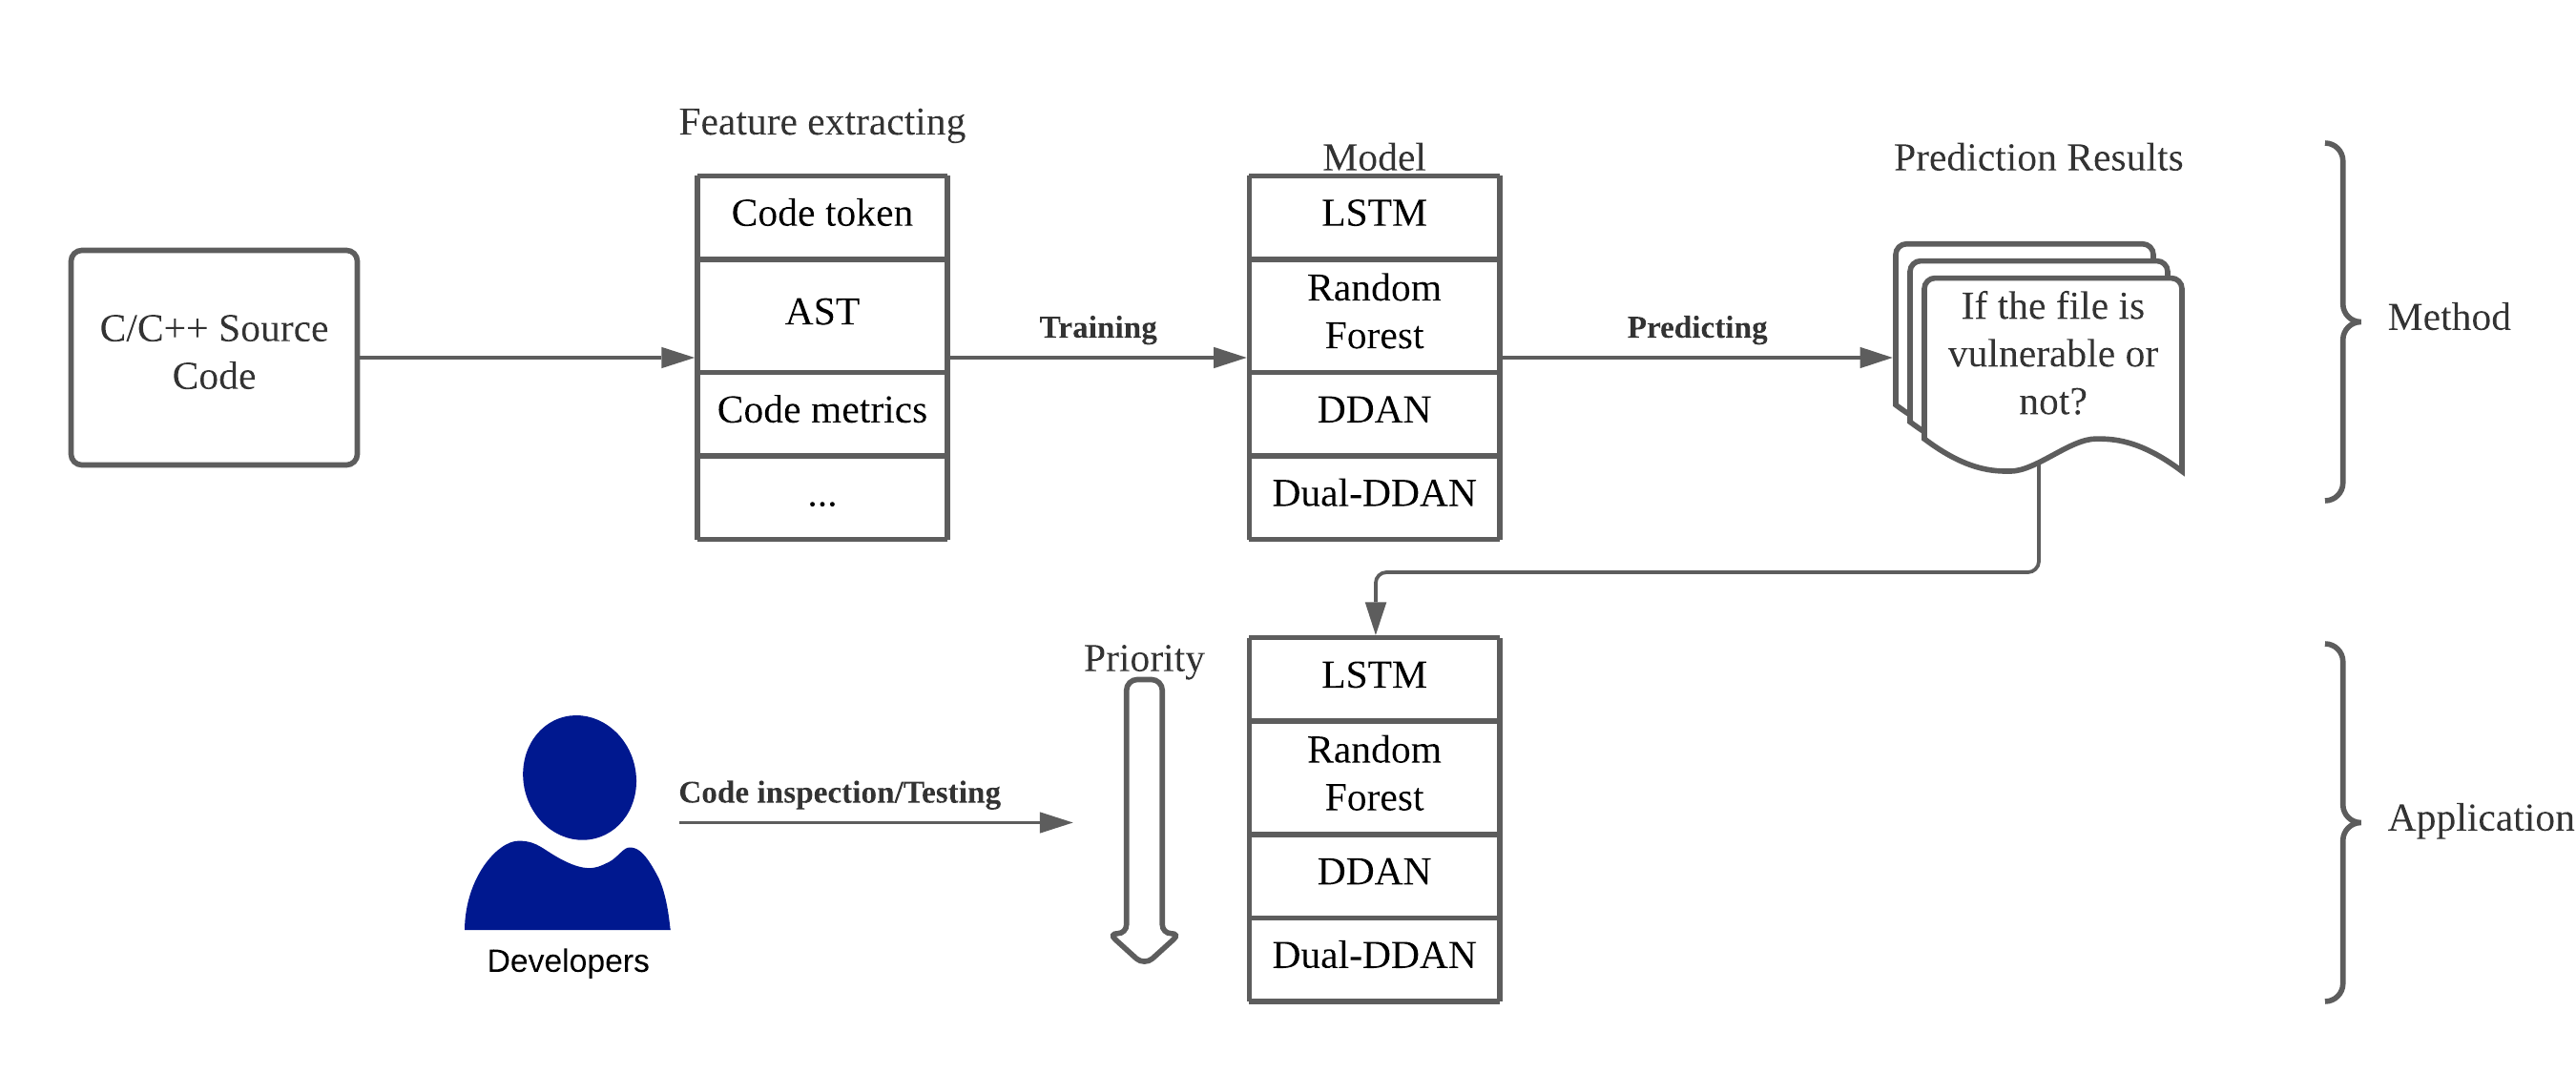 Feature extracting
Model
Prediction Results
C/C++ Source
Code
Code token
AST
Code metrics
...
Training
LSTM
Random
Forest
DDAN
Dual-DDAN
Predicting
If the file is
vulnerable or
not?
Method
Developers
Code inspection/Testing
Priority
LSTM
Random
Forest
DDAN
Dual-DDAN
Application